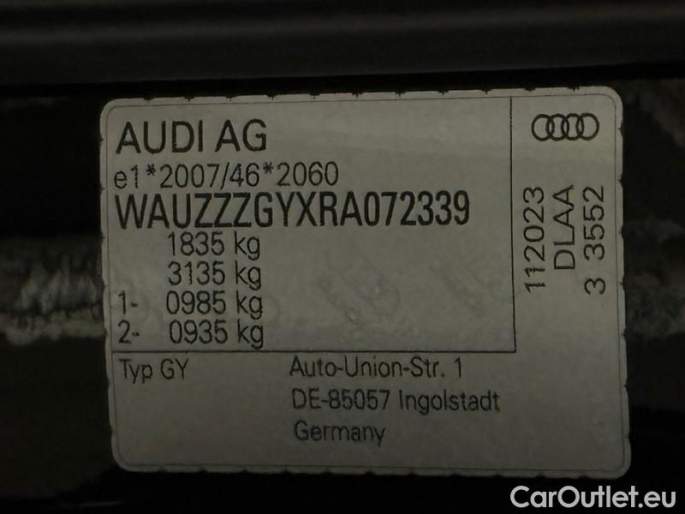 AUDI AG
e1*2007/46*2060
WAUZZZGYXRA072339
1835 kg
3135 kg
1- 0985 kg
2- 0935 kg
Typ GY
Auto-Union-Str. 1
DE-85057 Ingolstadt
Germany
112023
DLAA
3 3552
CarOutlet.eu